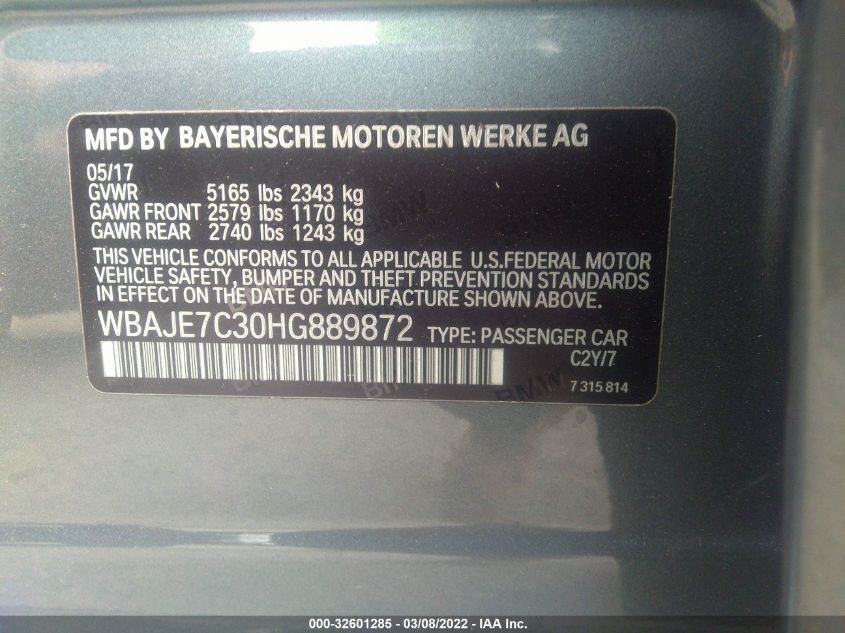 MFD BY BAYERISCHE MOTOREN WERKE AG
05/17
GVWR 5165 lbs 2343 kg
GAWR FRONT 2579 lbs 1170 kg
GAWR REAR 2740 lbs 1243 kg
THIS VEHICLE CONFORMS TO ALL APPLICABLE U.S.FEDERAL MOTOR
VEHICLE SAFETY, BUMPER AND THEFT PREVENTION STANDARDS
IN EFFECT ON THE DATE OF MANUFACTURE SHOWN ABOVE.
WBAJE7C30HG889872 TYPE: PASSENGER CAR
C2Y/7
7 315 814
000-32601285 - 03/08/2022 - IAA Inc.